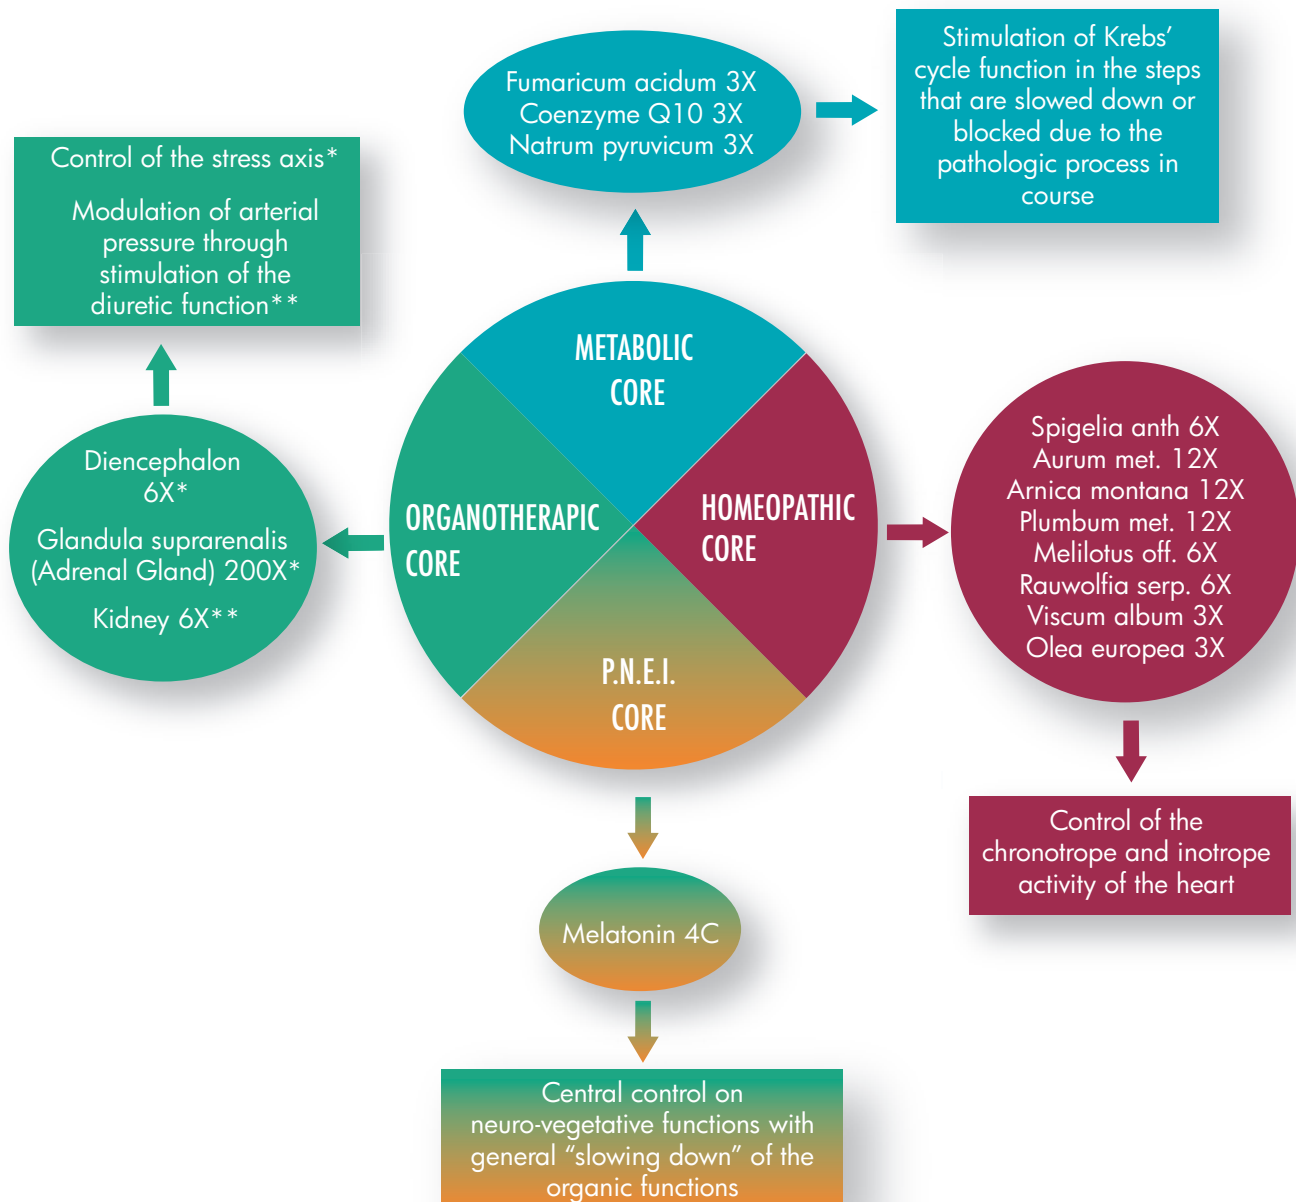 Fumaricum acidum 3X
Coenzyme Q10 3X
Natrum pyruvicum 3X
Stimulation of Krebs’
cycle function in the steps
that are slowed down or
blocked due to the
pathologic process in
course
Control of the stress axis*
Modulation of arterial
pressure through
stimulation of the
diuretic function**
METABOLIC
CORE
ORGANOTHERAPIC
CORE
HOMEOPATHIC
CORE
P.N.E.I.
CORE
Diencephalon
6X*
Glandula suprarenalis
(Adrenal Gland) 200X*
Kidney 6X**
Spigelia anth 6X
Aurum met. 12X
Arnica montana 12X
Plumbum met. 12X
Melilotus off. 6X
Rauwolfia serp. 6X
Viscum album 3X
Olea europea 3X
Control of the
chronotrope and inotrope
activity of the heart
Melatonin 4C
Central control on
neuro-vegetative functions with
general “slowing down” of the
organic functions